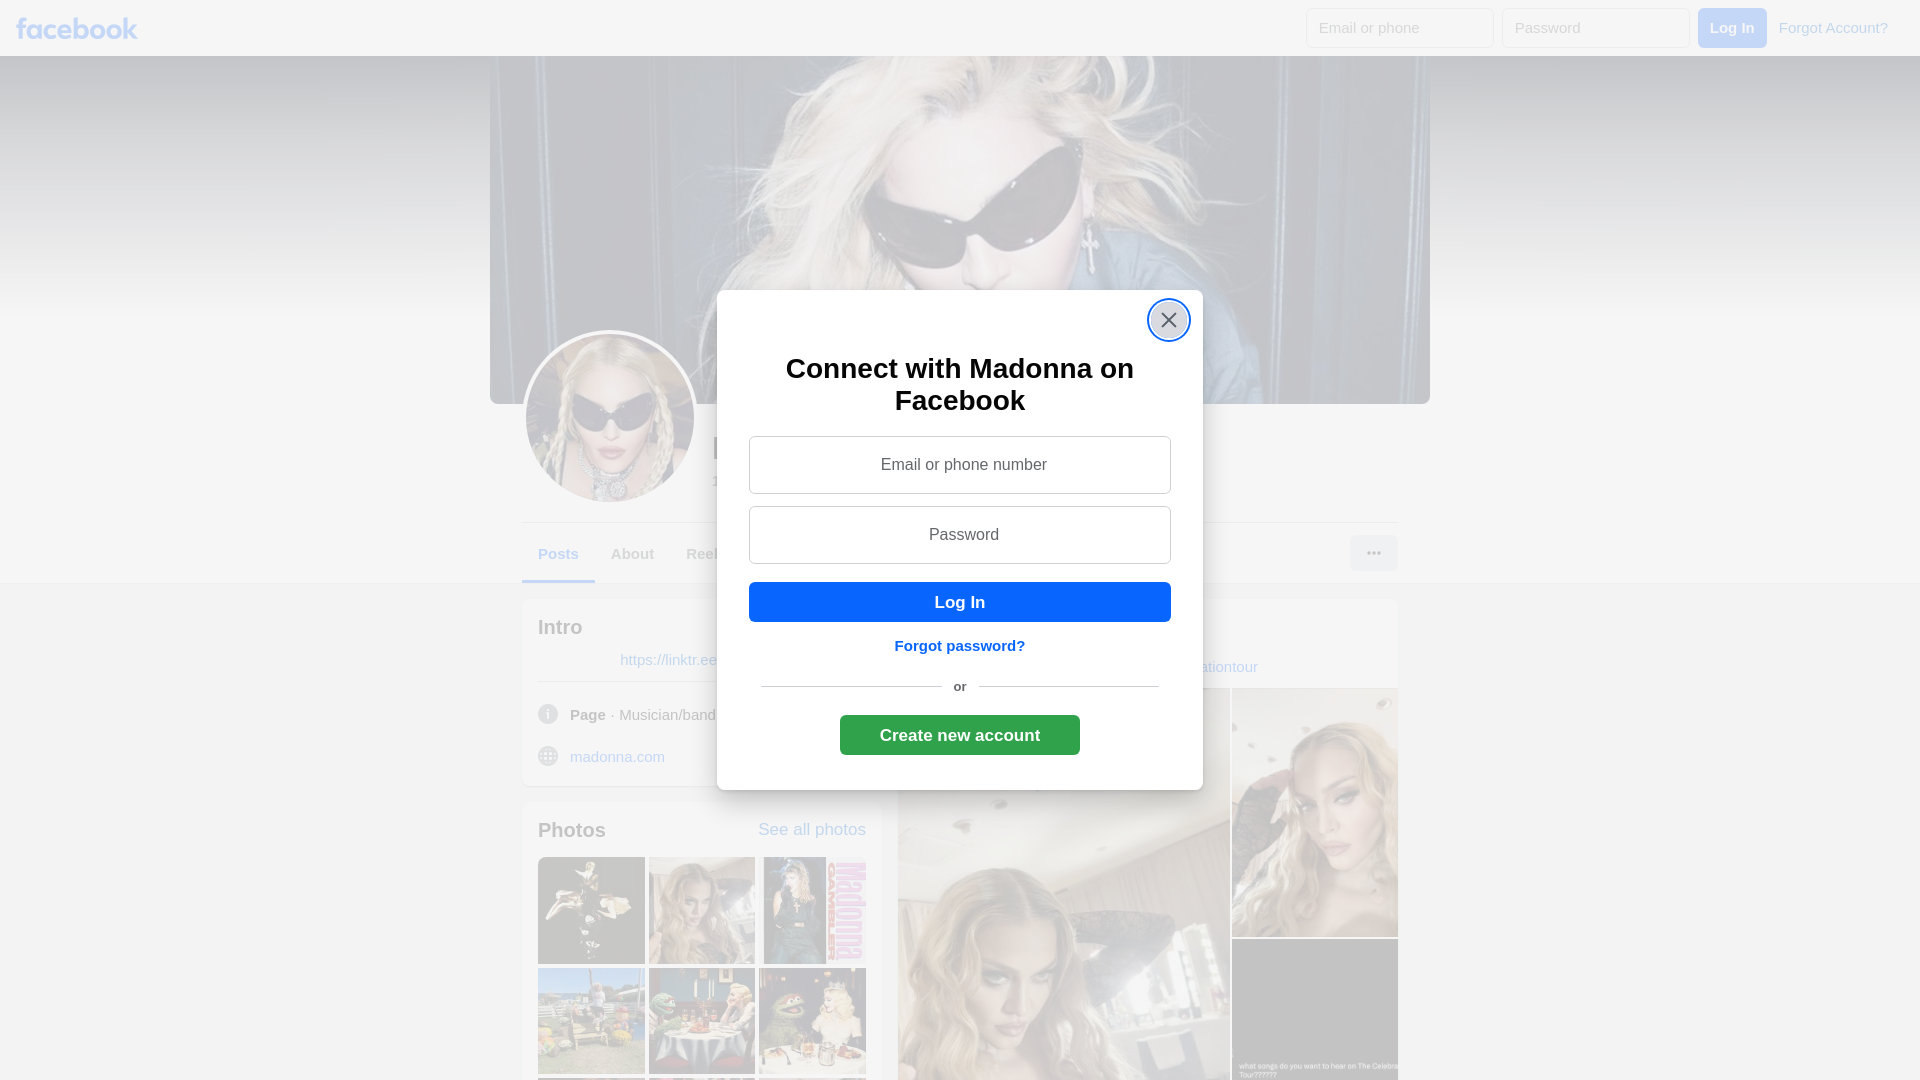 facebook
Email or phone
Password
Log In
Forgot Account?
Connect with Madonna on
Facebook
Email or phone number
Password
Log In
Forgot password?
or
Create new account
Posts
About
Intro
https://linktr.ee
Page · Musician/band
madonna.com
ationtour
Photos
See all photos
Madonna
GAMBLER
what songs do you want to hear on The Celebra
Tour??????